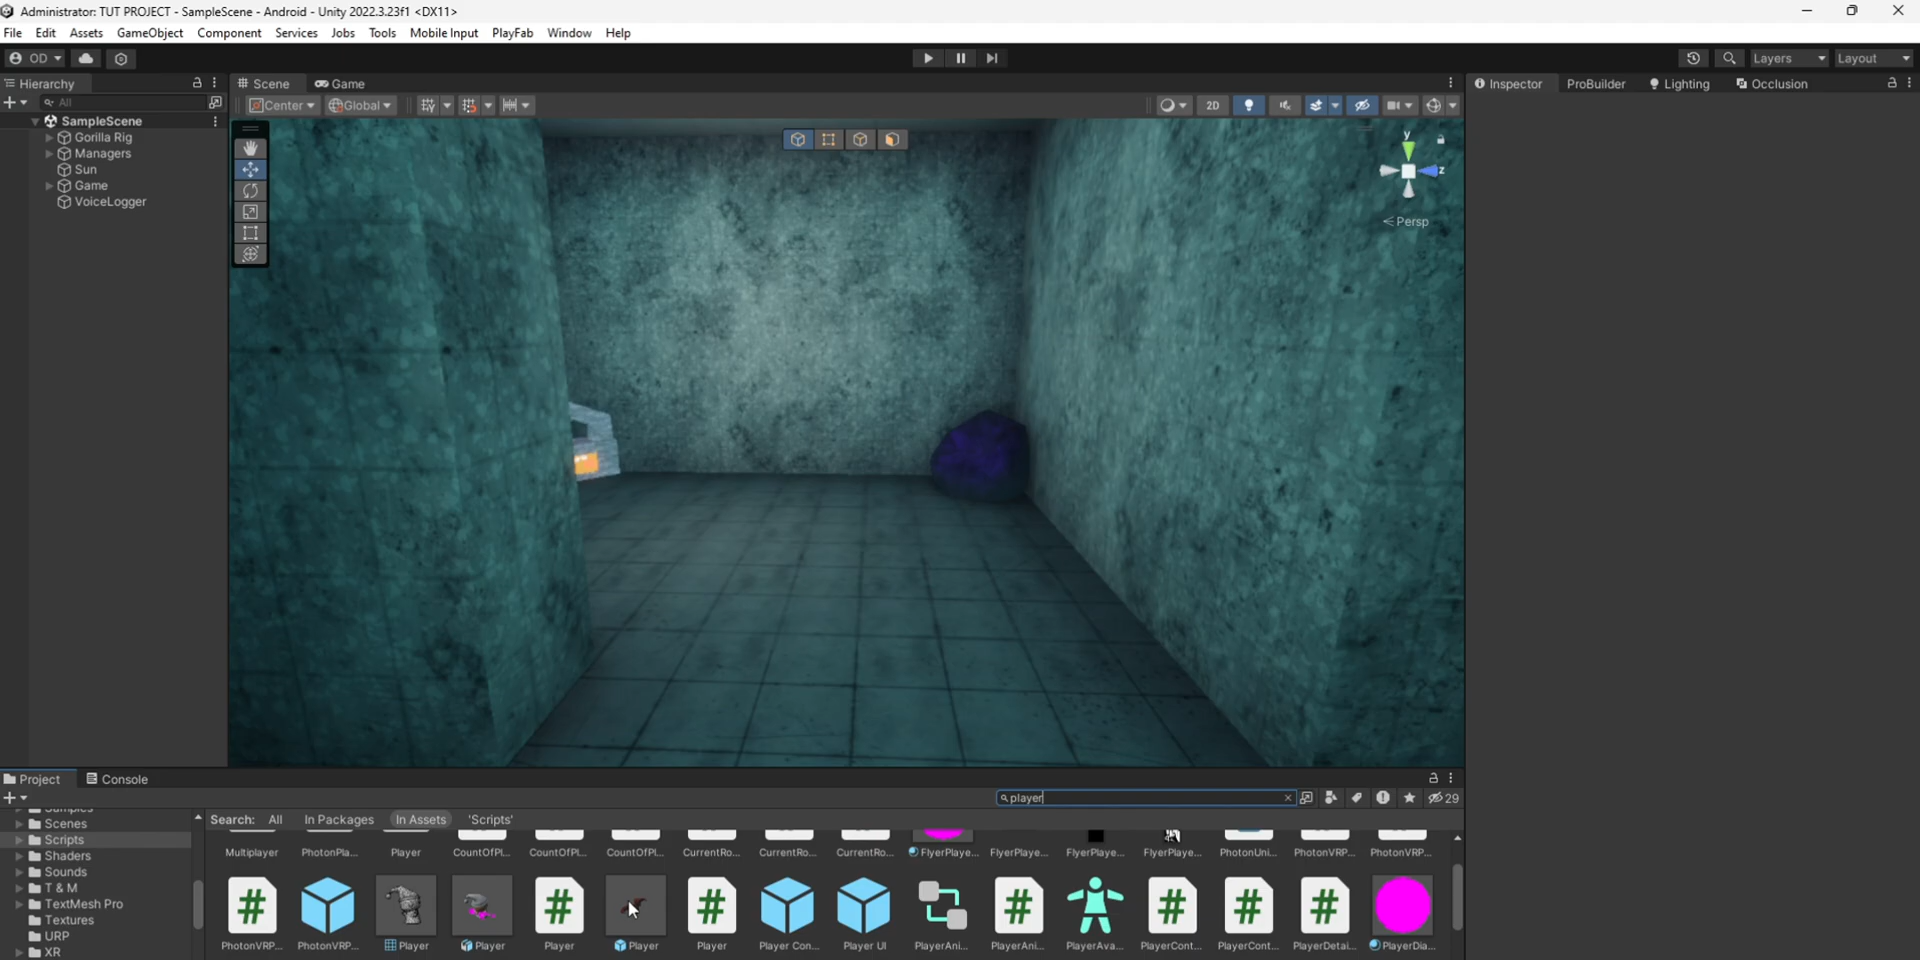 Administrator: TUT PROJECT - SampleScene - Android - Unity 2022.3.23f1 <DX11>
File Edit Assets GameObject Component Services Jobs Tools Mobile Input PlayFab Window Help
OD Layers Layout
Hierarchy Scene Game Inspector ProBuilder Lighting Occlusion
All Center Global 2D
SampleScene
Gorilla Rig
Managers
Sun
Game
VoiceLogger
y
z
< Persp
Project Console
player 29
Search: All In Packages In Assets 'Scripts'
Samples
Scenes
Scripts
Shaders
Sounds
T & M
TextMesh Pro
Textures
URP
XR
Multiplayer PhotonPla... Player CountOfPl... CountOfPl... CountOfPl... CurrentRo... CurrentRo... CurrentRo... FlyerPlaye... FlyerPlaye... FlyerPlaye... FlyerPlaye... PhotonUni... PhotonVRP... PhotonVRP...
PhotonVRP... PhotonVRP... Player Player Player Player Player Player Con... Player UI PlayerAni... PlayerAni... PlayerAva... PlayerCont... PlayerCont... PlayerDetai... PlayerDia...